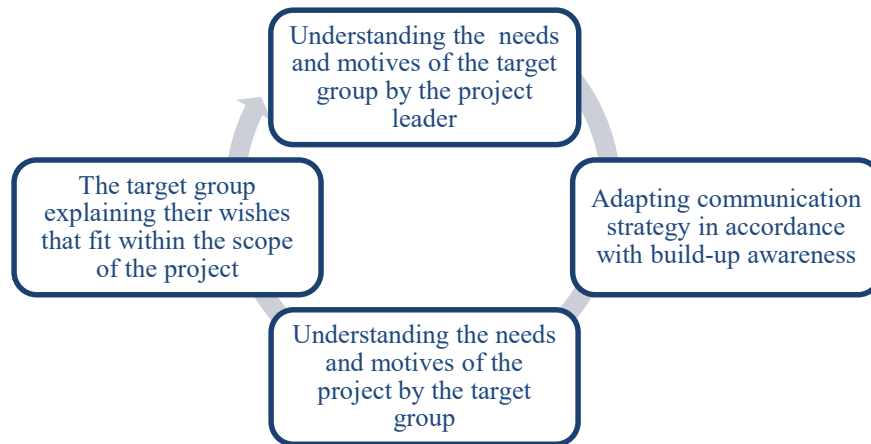 Understanding the needs
and motives of the target
group by the project
leader
The target group
explaining their wishes
that fit within the scope
of the project
Adapting communication
strategy in accordance
with build-up awareness
Understanding the needs
and motives of the
project by the target
group